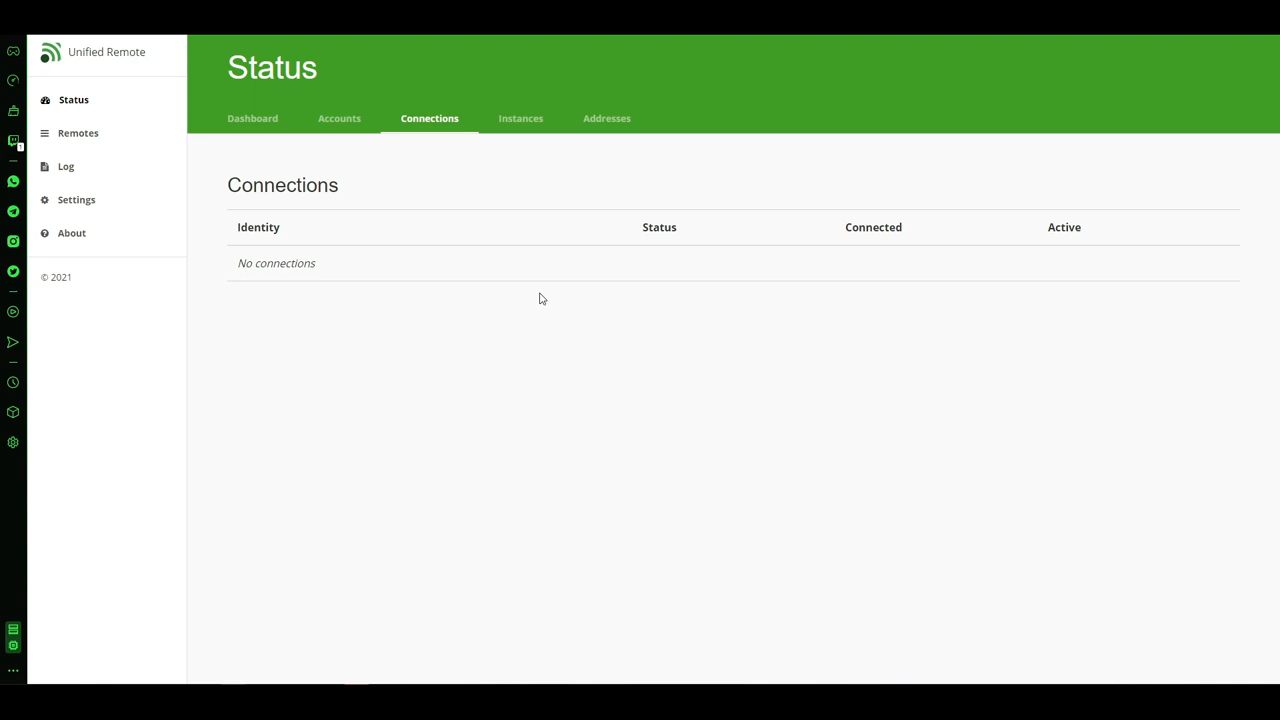 Unified Remote
Status
Remotes
Log
Settings
About
© 2021
1
Status
Dashboard Accounts Connections Instances Addresses
Connections
Identity Status Connected Active
No connections